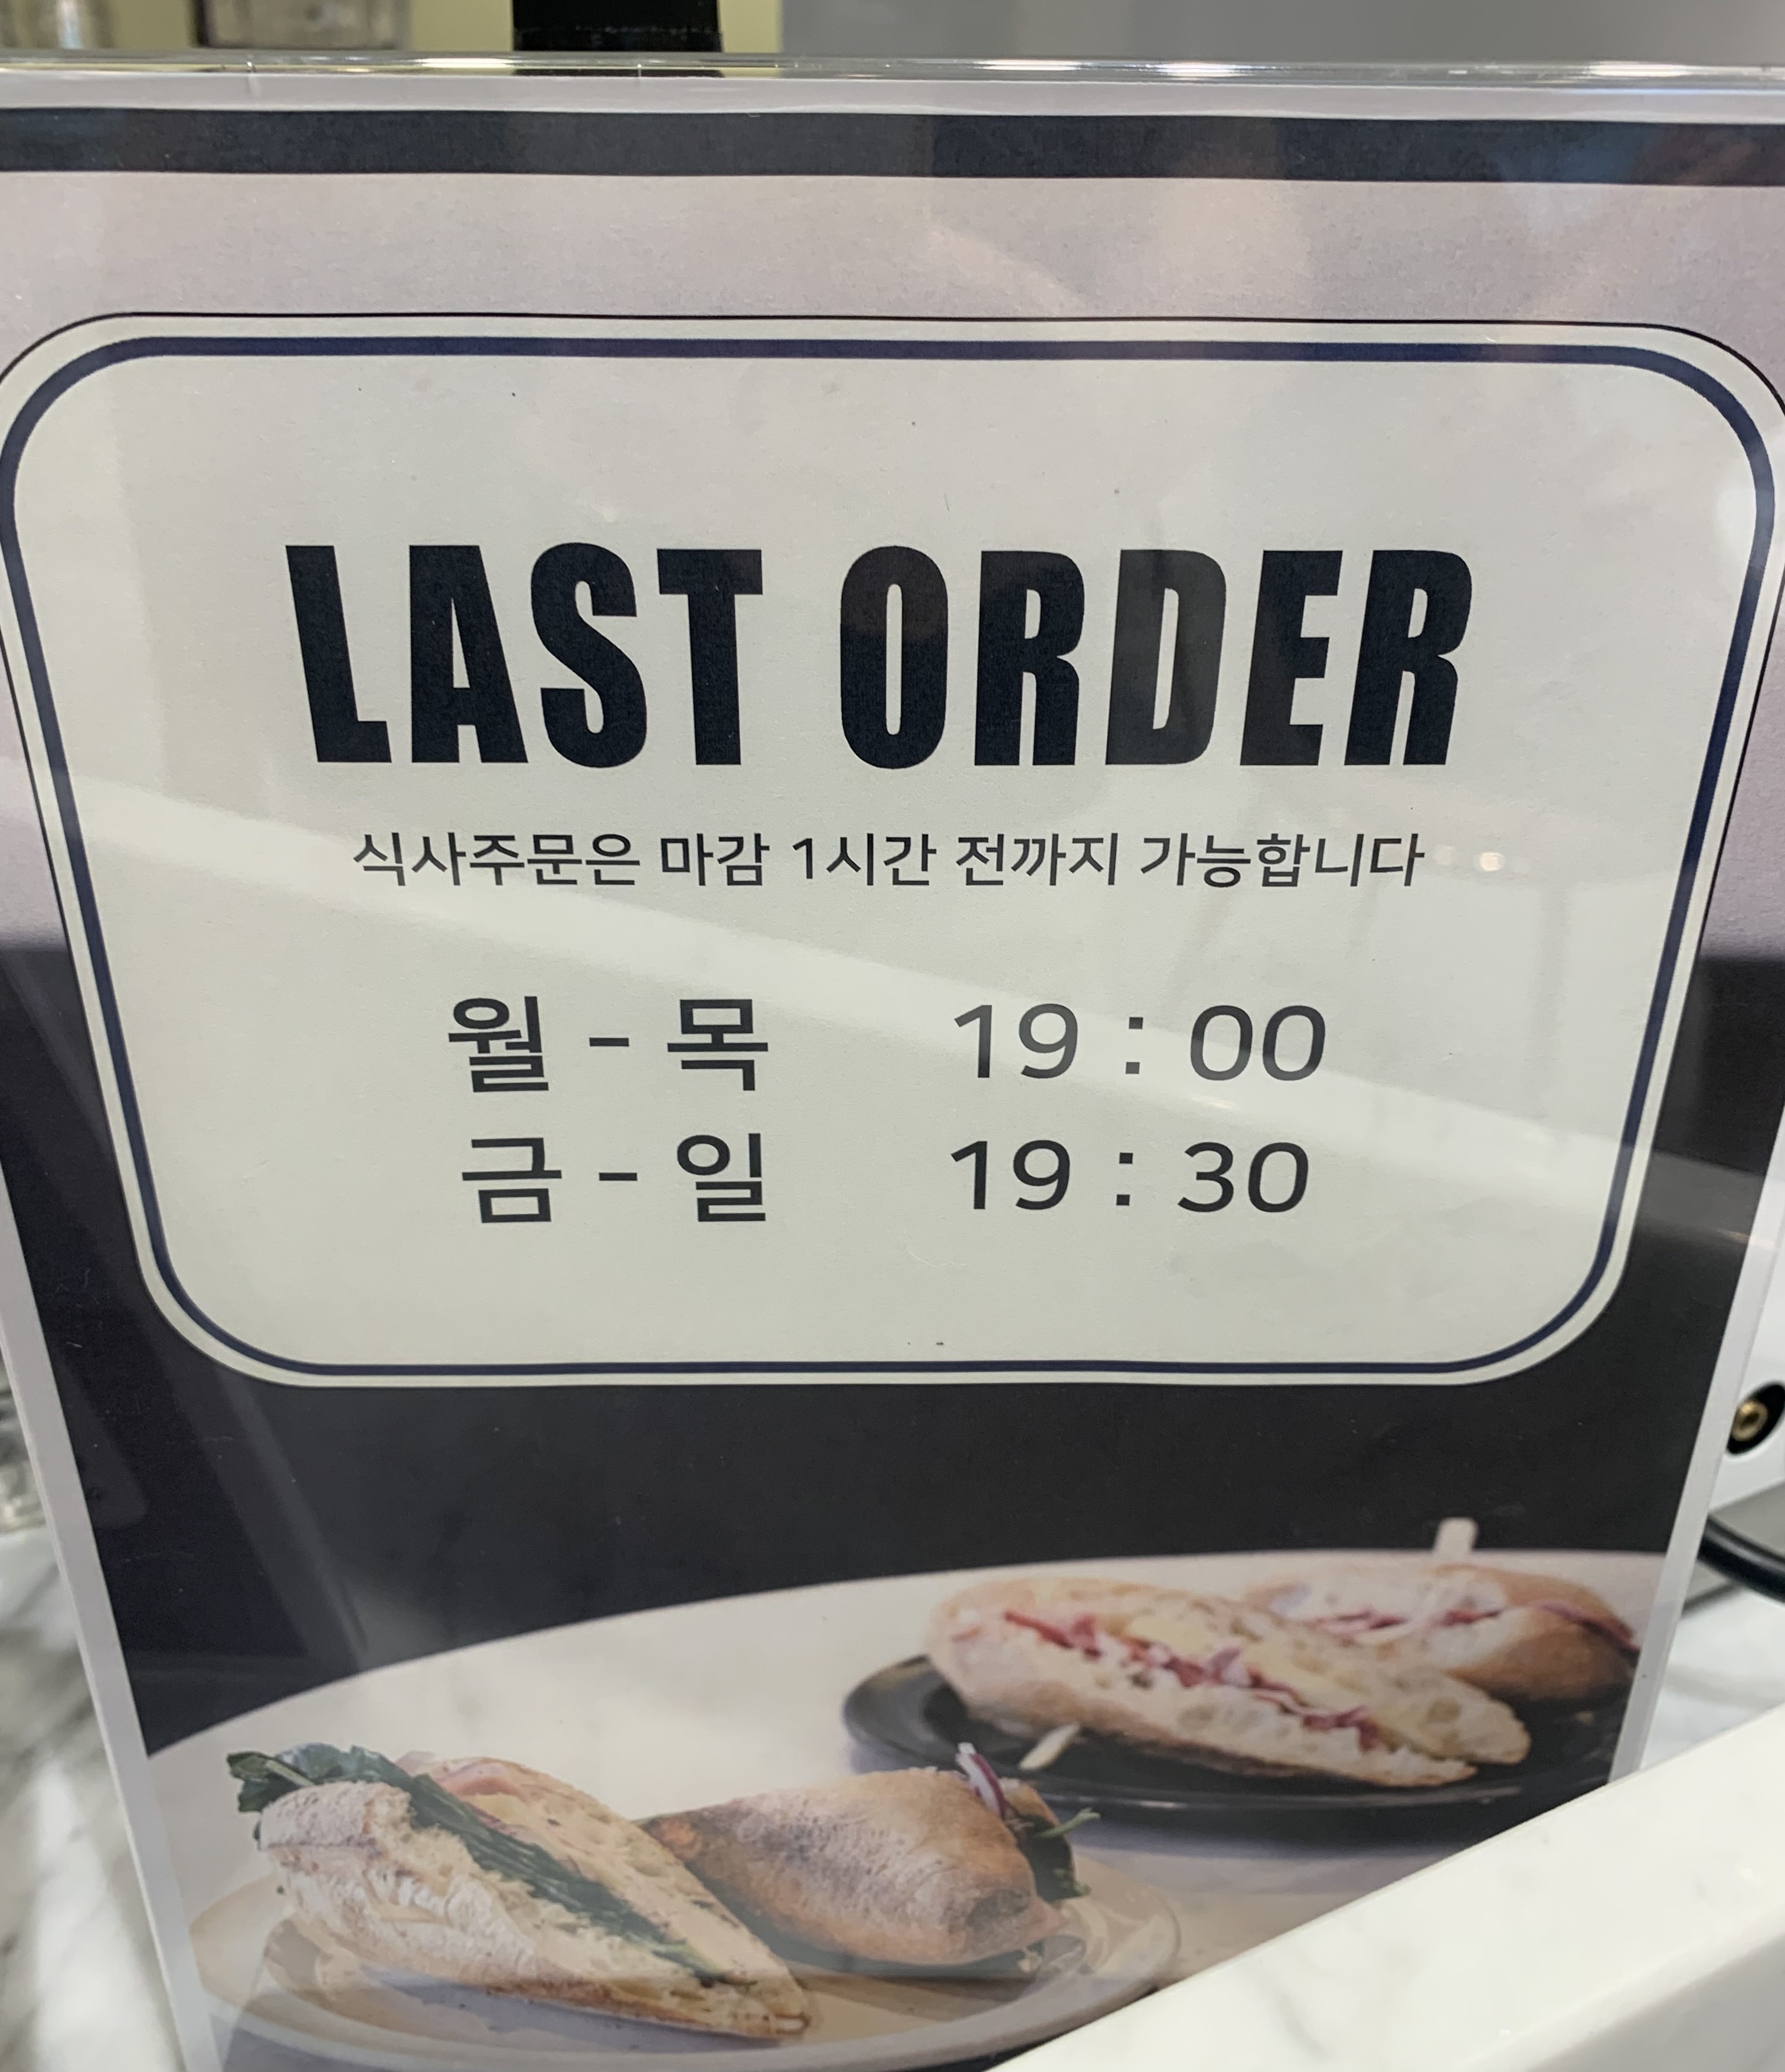 LAST ORDER
식사주문은 마감 1시간 전까지 가능합니다
월 - 목 19 : 00
금 - 일 19 : 30